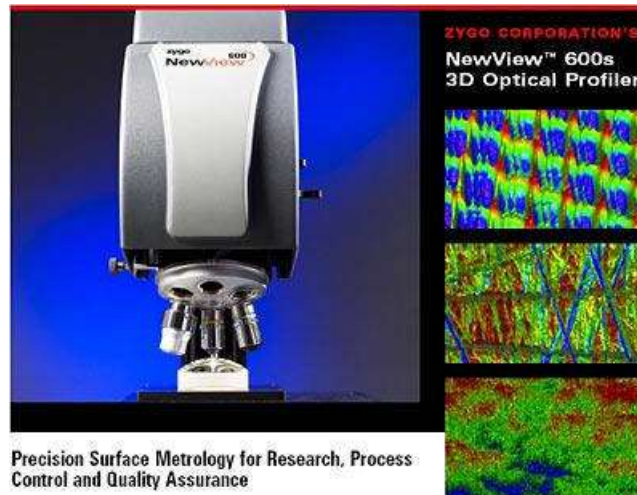 zygo
NewView 600
ZYGO CORPORATION'S
NewView™ 600s
3D Optical Profiler
Precision Surface Metrology for Research, Process
Control and Quality Assurance